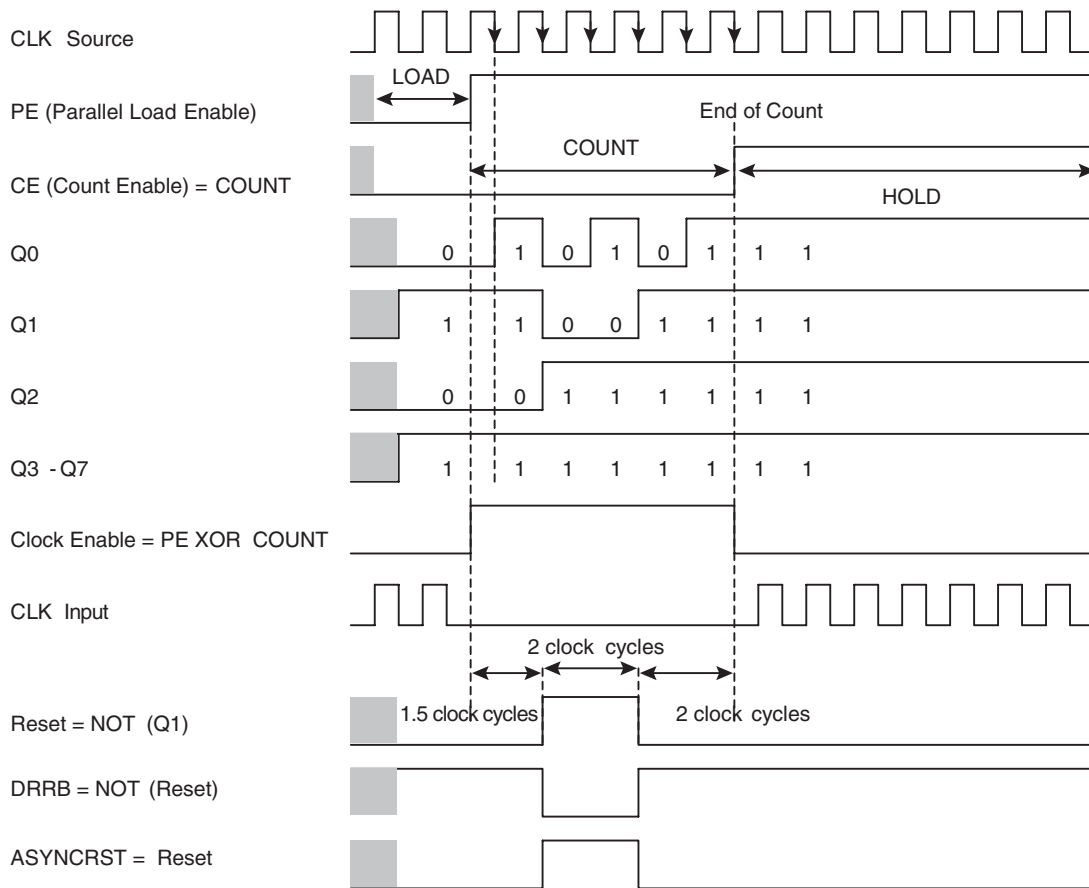 CLK Source
LOAD
PE (Parallel Load Enable)
End of Count
COUNT
CE (Count Enable) = COUNT
HOLD
Q0
0 1 0 1 0 1 1 1
Q1
1 1 0 0 1 1 1 1
Q2
0 0 1 1 1 1 1 1
Q3 - Q7
1 1 1 1 1 1 1 1
Clock Enable = PE XOR COUNT
CLK Input
2 clock cycles
Reset = NOT (Q1)
1.5 clock cycles
2 clock cycles
DRRB = NOT (Reset)
ASYNCRST = Reset